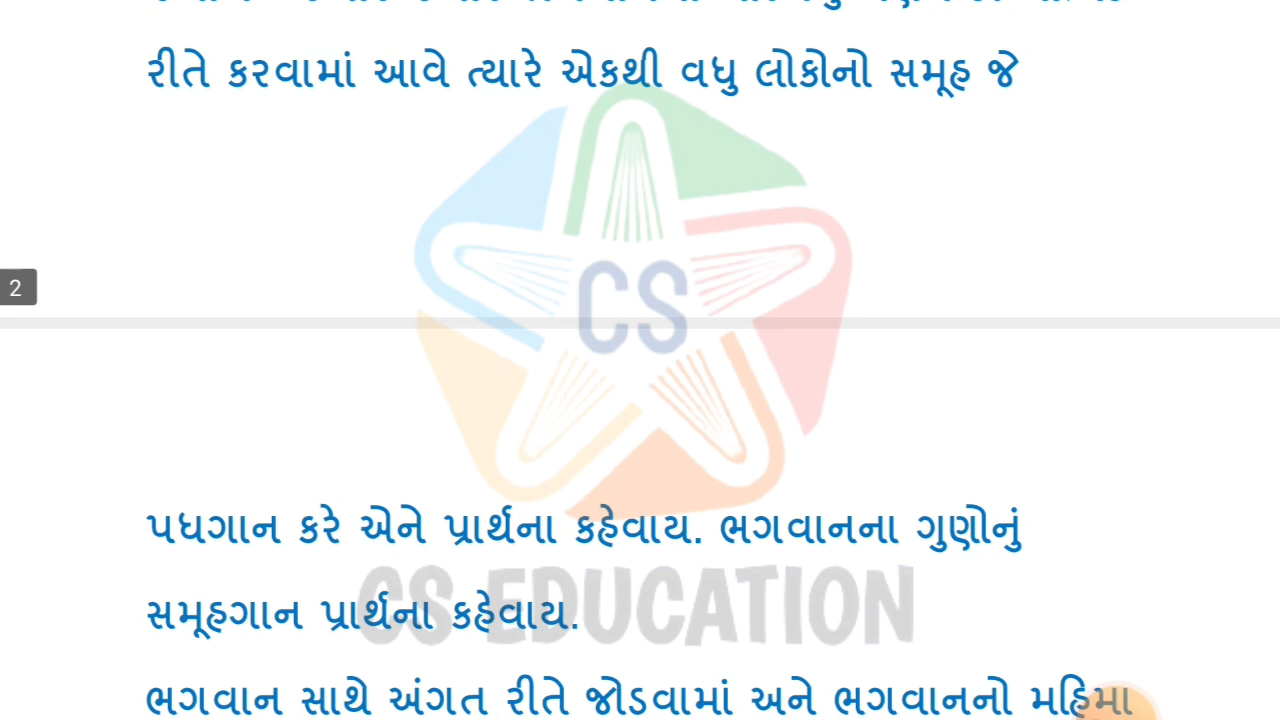 રીતે કરવામાં આવે ત્યારે એકથી વધુ લોકોનો સમૂહ જે
CS
2
પધગાન કરે એને પ્રાર્થના કહેવાય. ભગવાનના ગુણોનું
CS EDUCATION
સમૂહગાન પ્રાર્થના કહેવાય.
ભગવાન સાથે અંગત રીતે જોડવામાં અને ભગવાનનો મહિમા